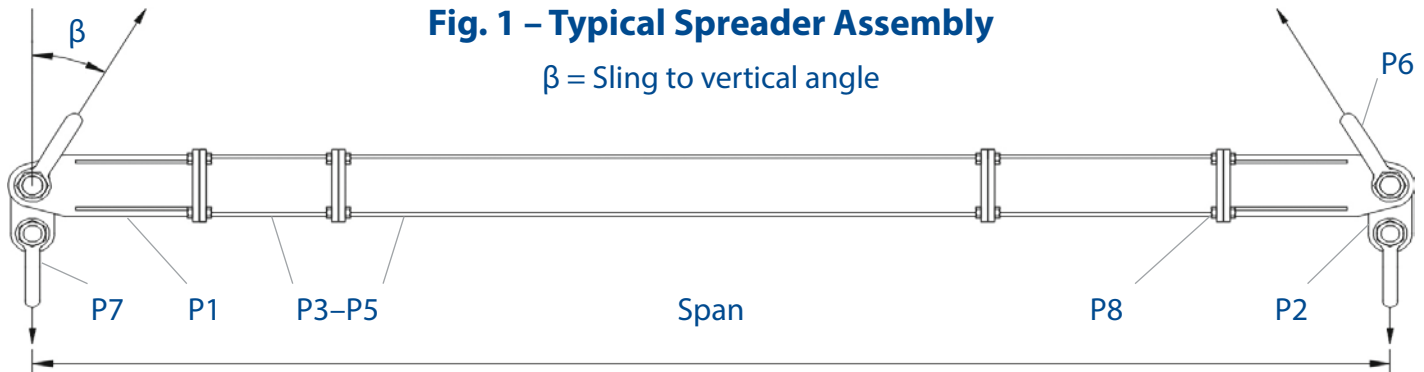 Fig. 1 – Typical Spreader Assembly
β
β = Sling to vertical angle
P6
P7 P1 P3–P5 Span P8 P2